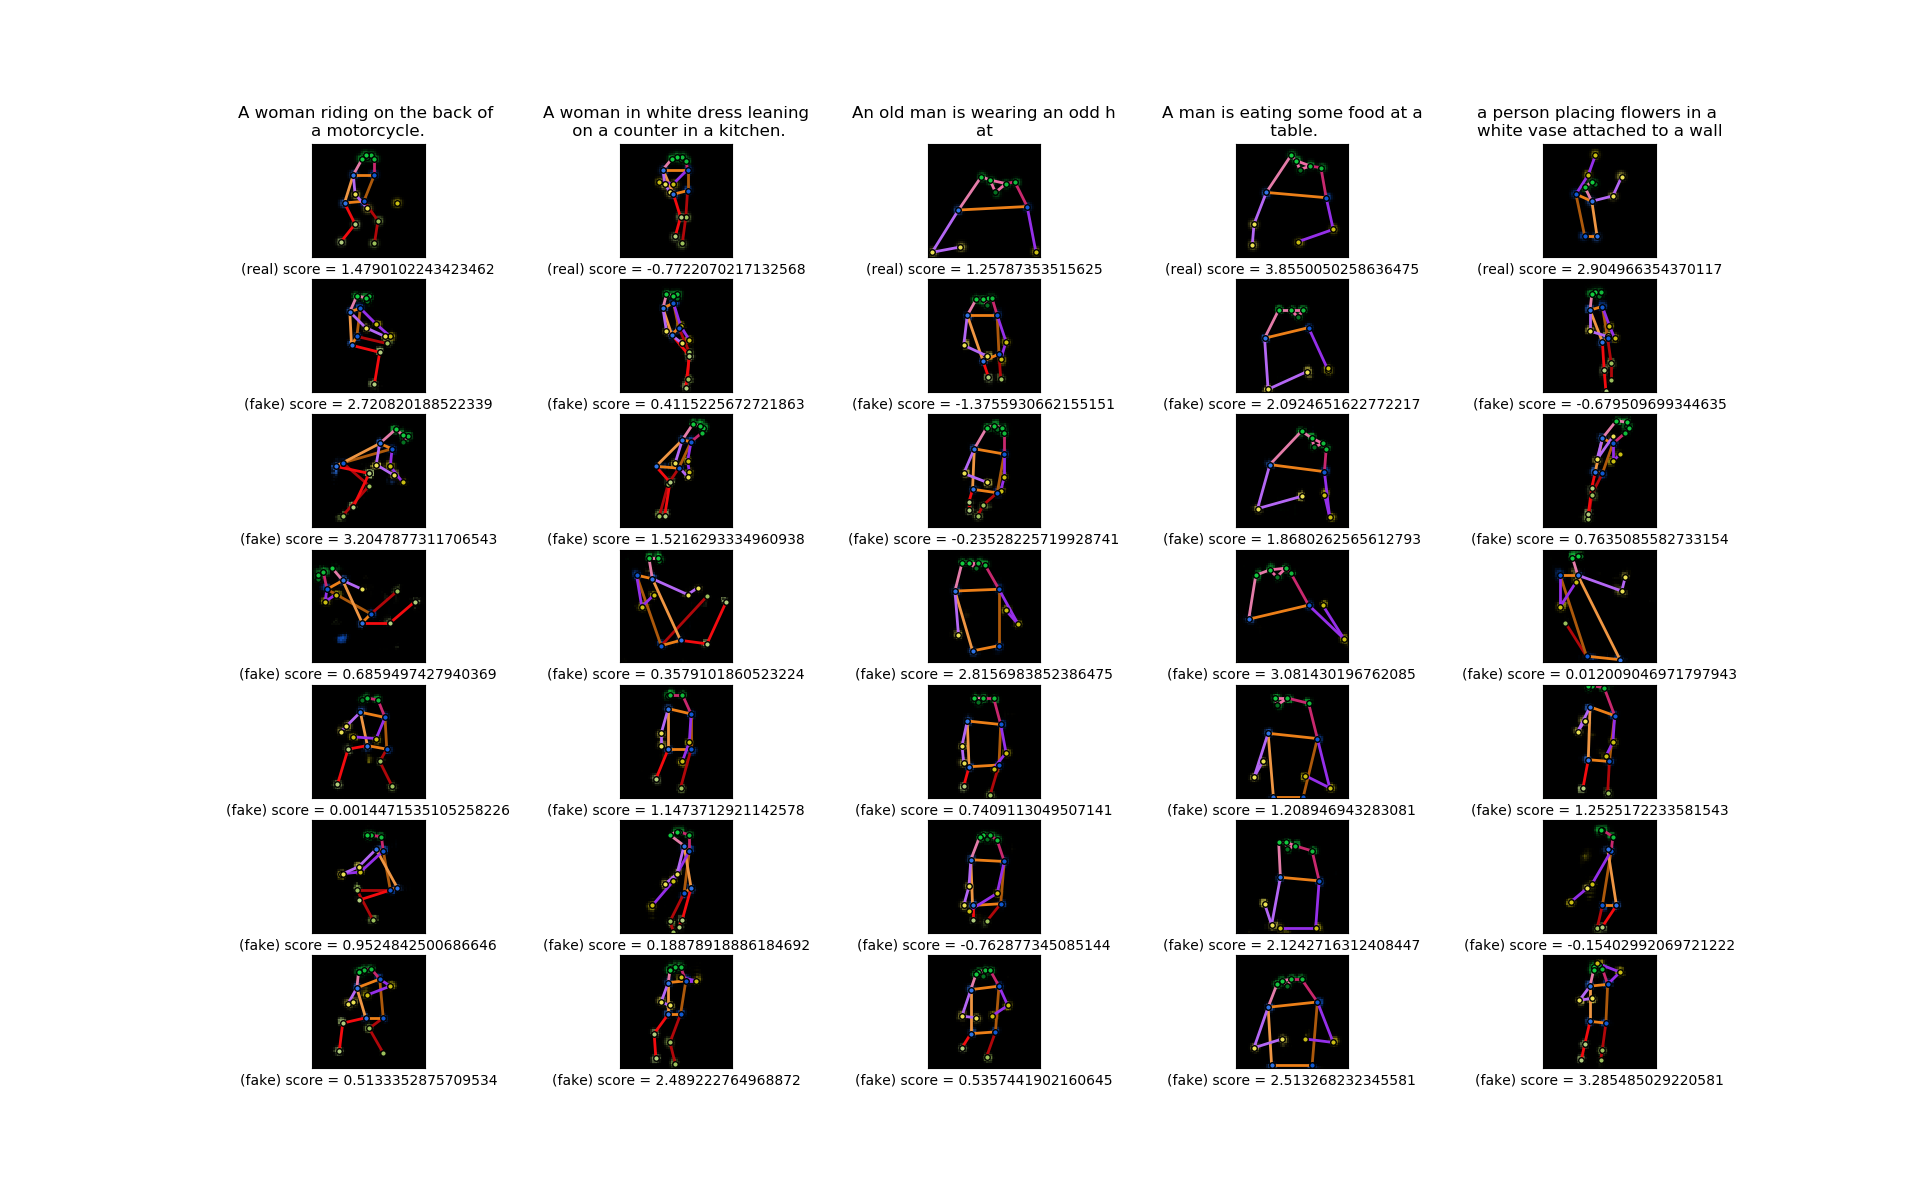 A woman riding on the back of
a motorcycle.
A woman in white dress leaning
on a counter in a kitchen.
An old man is wearing an odd h
at
A man is eating some food at a
table.
a person placing flowers in a
white vase attached to a wall
(real) score = 1.4790102243423462
(real) score = -0.7722070217132568
(real) score = 1.25787353515625
(real) score = 3.8550050258636475
(real) score = 2.904966354370117
(fake) score = 2.720820188522339
(fake) score = 0.4115225672721863
(fake) score = -1.3755930662155151
(fake) score = 2.0924651622772217
(fake) score = -0.679509699344635
(fake) score = 3.2047877311706543
(fake) score = 1.5216293334960938
(fake) score = -0.23528225719928741
(fake) score = 1.8680262565612793
(fake) score = 0.7635085582733154
(fake) score = 0.6859497427940369
(fake) score = 0.3579101860523224
(fake) score = 2.8156983852386475
(fake) score = 3.081430196762085
(fake) score = 0.012009046971797943
(fake) score = 0.0014471535105258226
(fake) score = 1.1473712921142578
(fake) score = 0.7409113049507141
(fake) score = 1.208946943283081
(fake) score = 1.2525172233581543
(fake) score = 0.9524842500686646
(fake) score = 0.18878918886184692
(fake) score = -0.762877345085144
(fake) score = 2.1242716312408447
(fake) score = -0.15402992069721222
(fake) score = 0.5133352875709534
(fake) score = 2.489222764968872
(fake) score = 0.5357441902160645
(fake) score = 2.513268232345581
(fake) score = 3.285485029220581